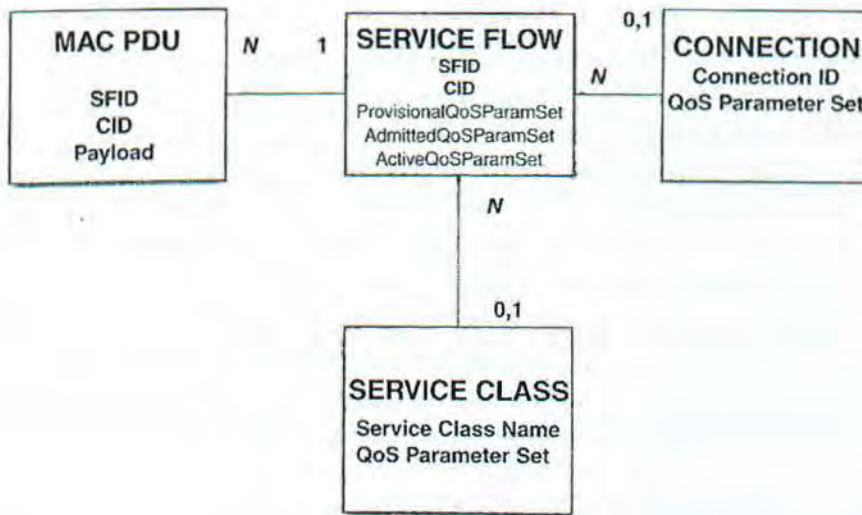 MAC PDU
SFID
CID
Payload
N
1
SERVICE FLOW
SFID
CID
ProvisionalQoSParamSet
AdmittedQoSParamSet
ActiveQoSParamSet
N
0,1
CONNECTION
Connection ID
QoS Parameter Set
N
0,1
SERVICE CLASS
Service Class Name
QoS Parameter Set